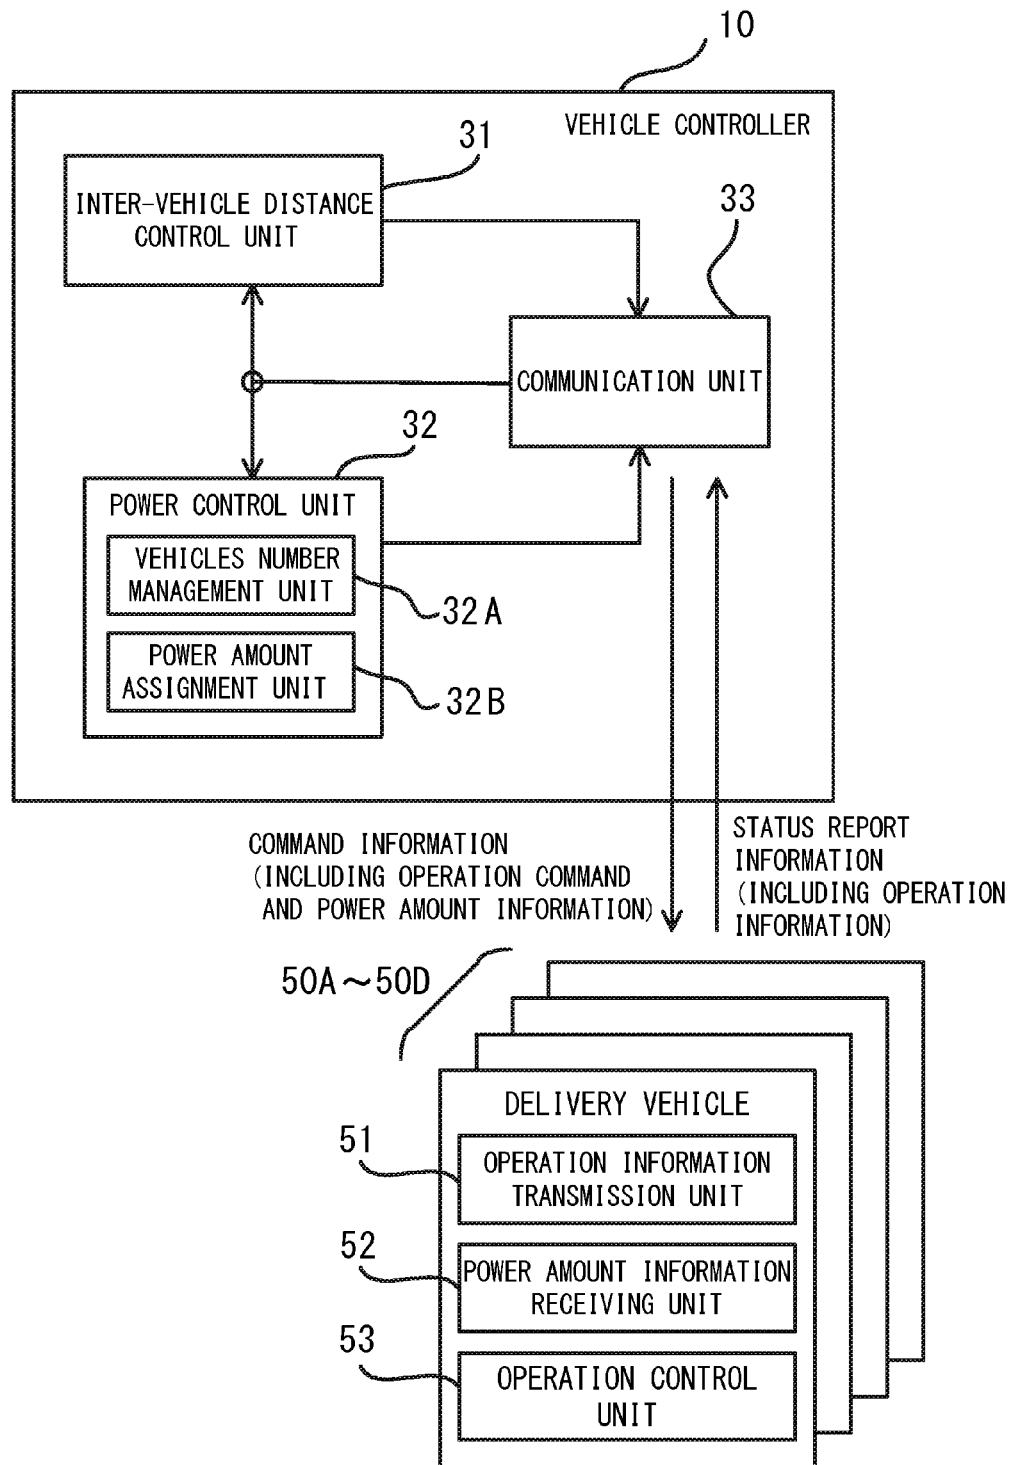 10
VEHICLE CONTROLLER
31
INTER-VEHICLE DISTANCE
CONTROL UNIT
33
COMMUNICATION UNIT
32
POWER CONTROL UNIT
VEHICLES NUMBER
MANAGEMENT UNIT
32A
POWER AMOUNT
ASSIGNMENT UNIT
32B
COMMAND INFORMATION
(INCLUDING OPERATION COMMAND
AND POWER AMOUNT INFORMATION)
STATUS REPORT
INFORMATION
(INCLUDING OPERATION
INFORMATION)
50A~50D
DELIVERY VEHICLE
51
OPERATION INFORMATION
TRANSMISSION UNIT
52
POWER AMOUNT INFORMATION
RECEIVING UNIT
53
OPERATION CONTROL
UNIT